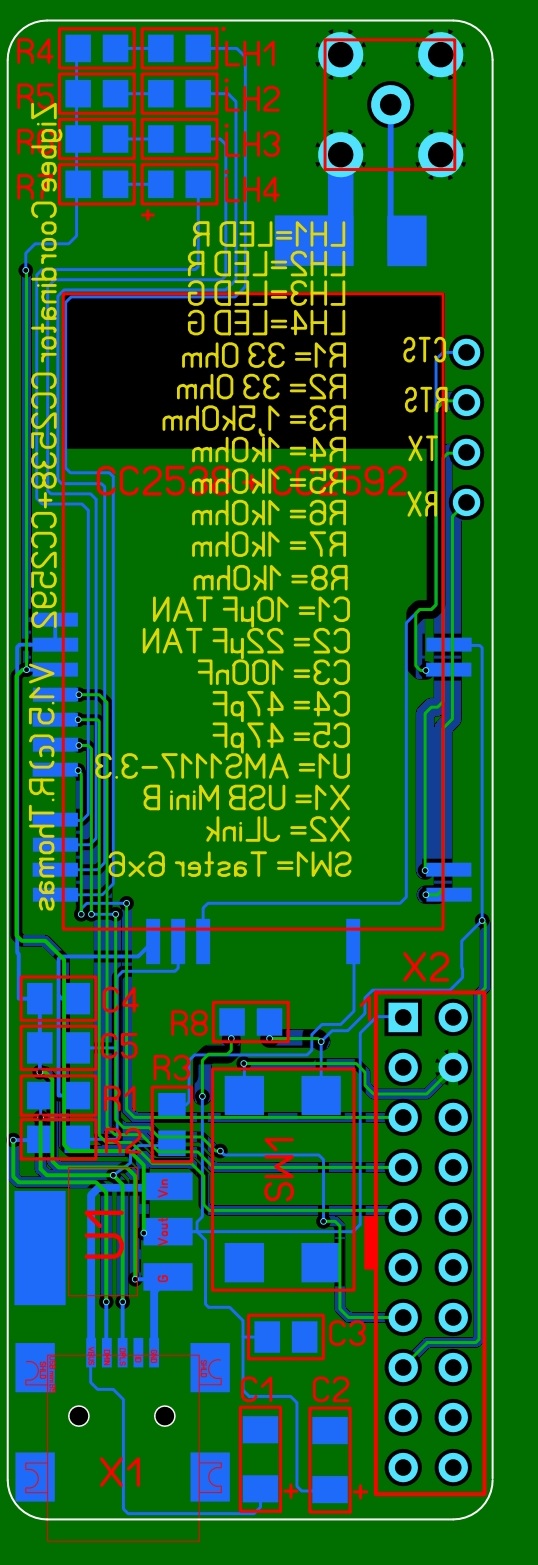 R4
LH1
R5
LH2
LH3
LH4
+
Zigbee Coordinator CC2538+CC2592 V1.5(c)R.Thomas
LH1=LED R
LH2=LED R
LH3=LED G
LH4=LED G
R1= 33 Ohm
R2= 33 Ohm
R3= 1,5kOhm
R4= 1kOhm
R5= 1kOhm
R6= 1kOhm
R7= 1kOhm
R8= 1kOhm
C1= 10µF TAN
C2= 22µF TAN
C3= 100nF
C4= 47pF
C5= 47pF
U1= AMS1117-3.3
X1= USB Mini B
X2= JLink
SW1= Taster 6x6
CTS
RTS
TX
RX
CC2538+CC2592
X2
1
C4
R8
C5
R3
R1
R2
SW1
U1
Vin
Vout
G
C3
C1
C2
X1
+
+